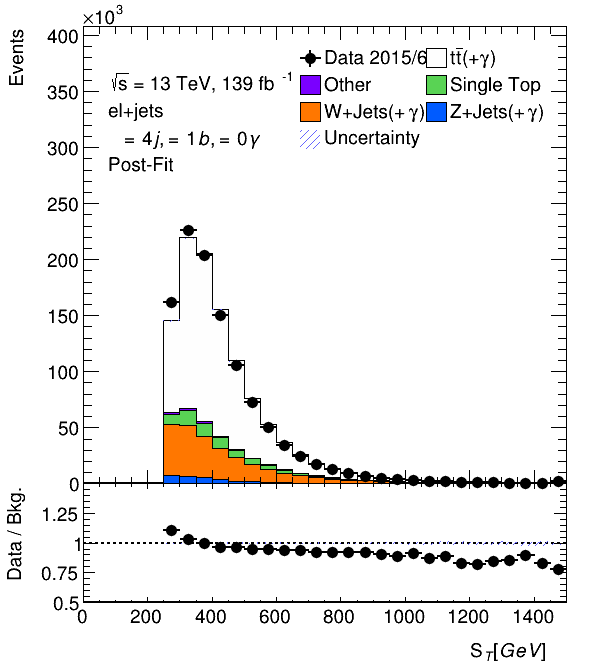 ×10³
Events
400
350
300
250
200
150
100
50
0
√s = 13 TeV, 139 fb⁻¹
el+jets
= 4j, = 1b, = 0γ
Post-Fit
Data 2015/6
tt̄(+γ)
Other
Single Top
W+Jets(+γ)
Z+Jets(+γ)
Uncertainty
Data / Bkg.
1.25
1
0.75
0.5
0 200 400 600 800 1000 1200 1400
S_T[GeV]